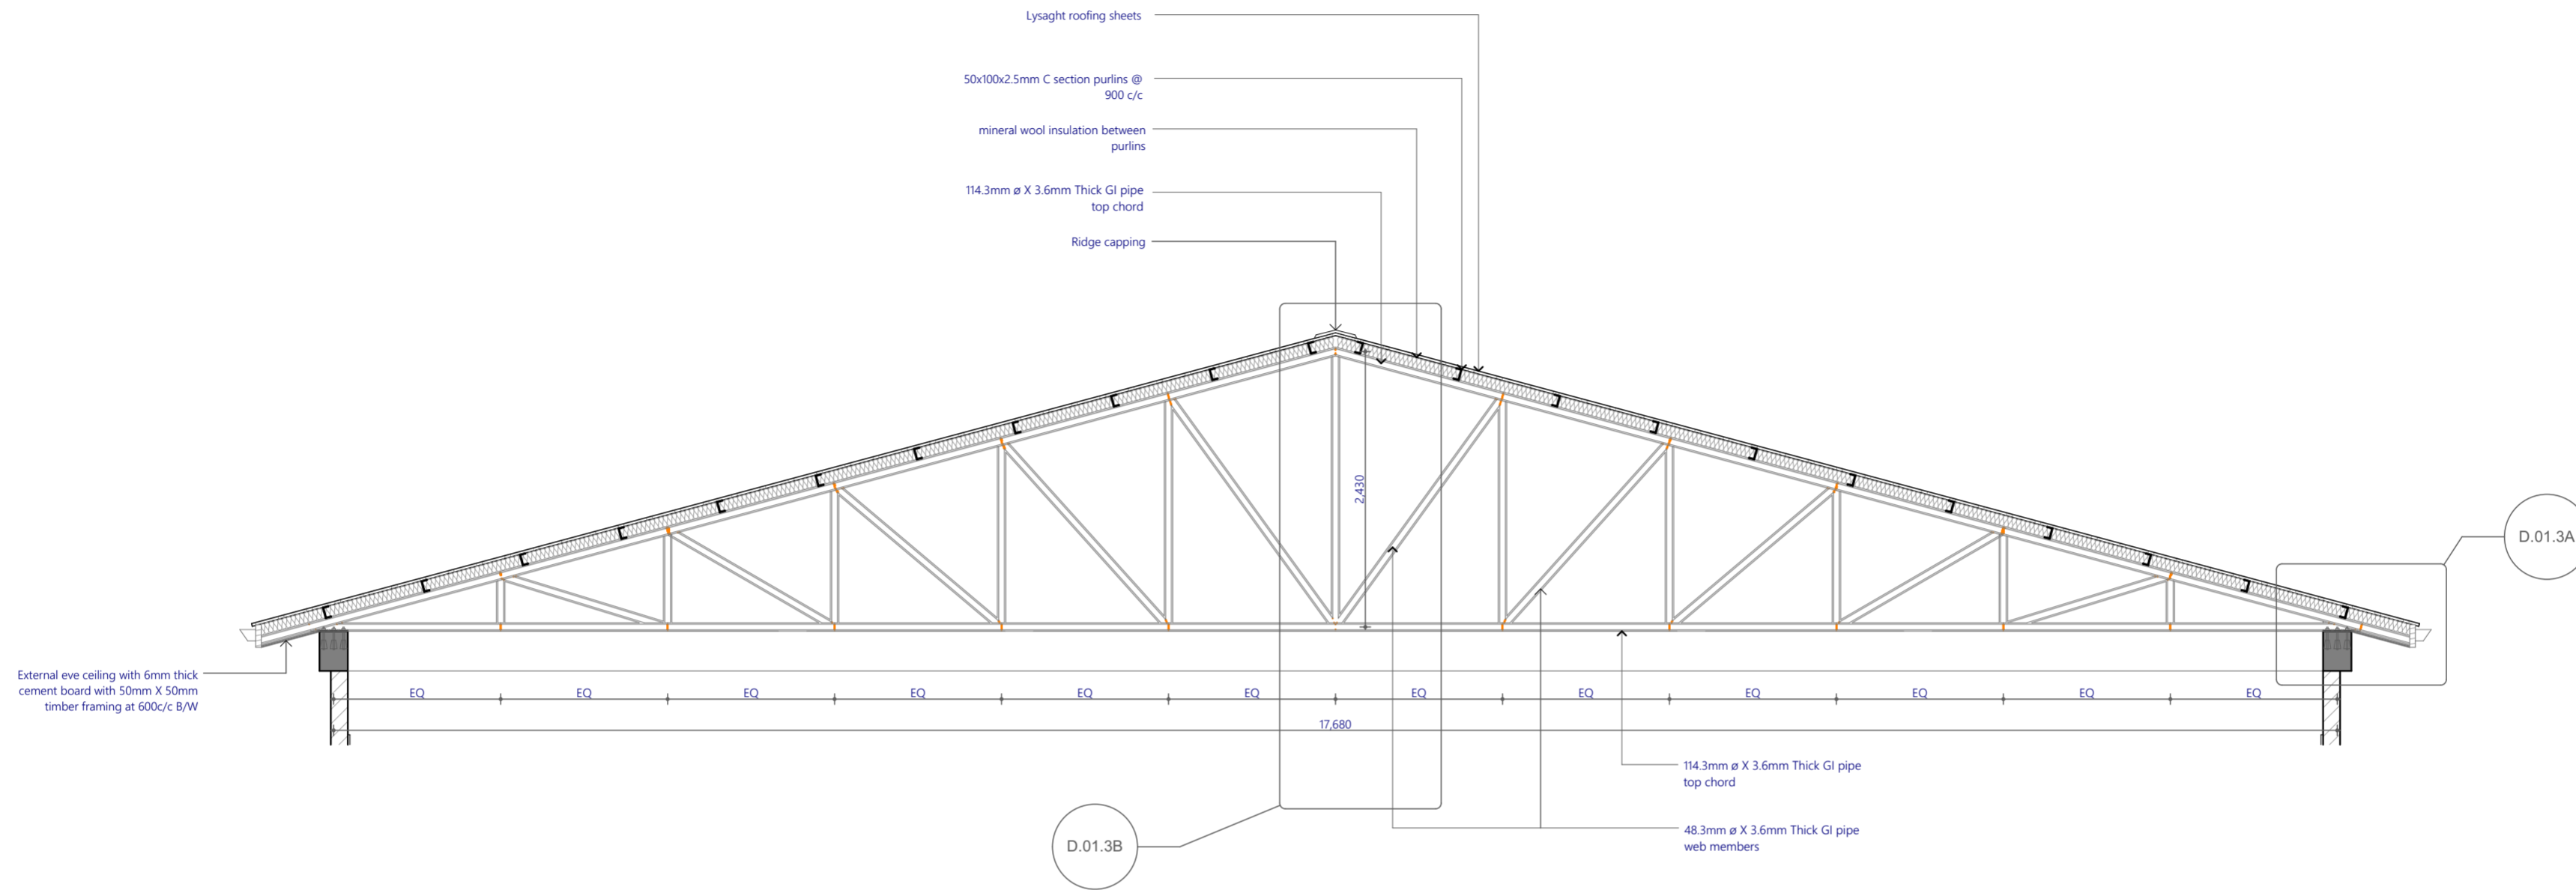 Lysaght roofing sheets
50x100x2.5mm C section purlins @
900 c/c
mineral wool insulation between
purlins
114.3mm ø X 3.6mm Thick GI pipe
top chord
Ridge capping
2,430
D.01.3A
External eve ceiling with 6mm thick
cement board with 50mm X 50mm
timber framing at 600c/c B/W
EQ EQ EQ EQ EQ EQ EQ EQ EQ EQ EQ EQ
17,680
114.3mm ø X 3.6mm Thick GI pipe
top chord
48.3mm ø X 3.6mm Thick GI pipe
web members
D.01.3B